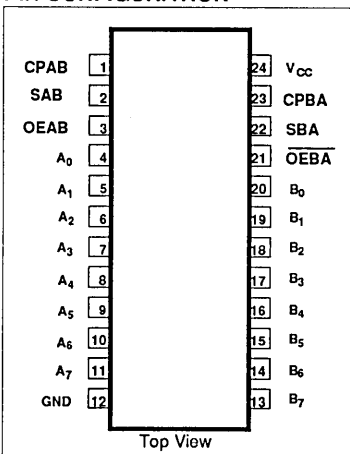 CPAB 1 24 VCC
SAB 2 23 CPBA
OEAB 3 22 SBA
A0 4 21 OEBA
A1 5 20 B0
A2 6 19 B1
A3 7 18 B2
A4 8 17 B3
A5 9 16 B4
A6 10 15 B5
A7 11 14 B6
GND 12 13 B7
Top View